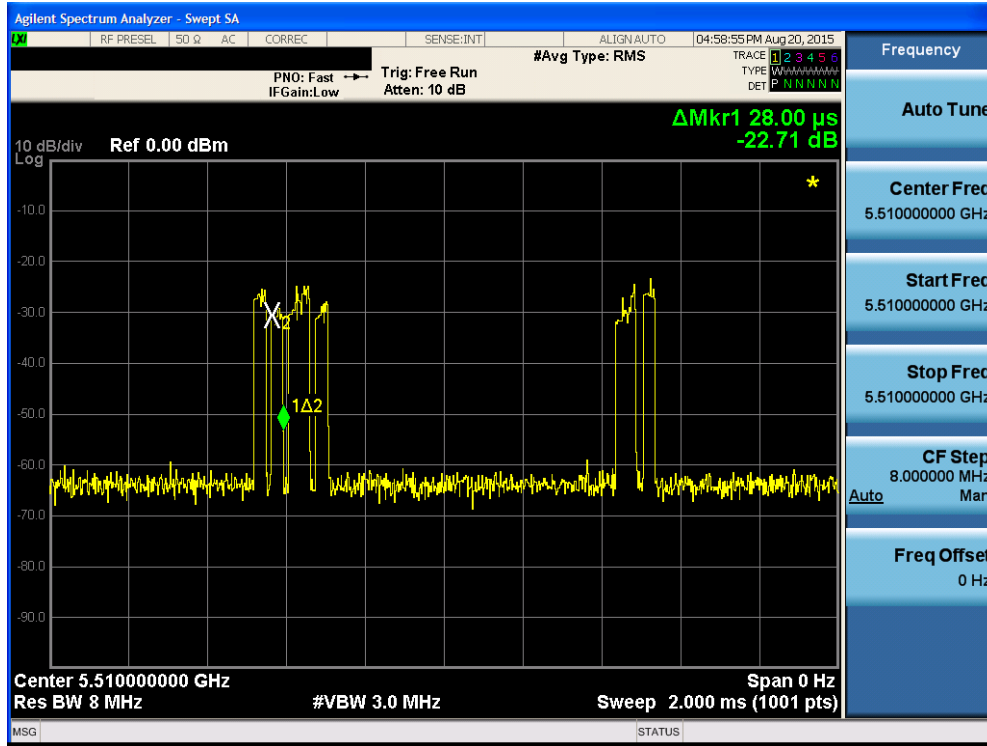 Agilent Spectrum Analyzer - Swept SA
LXI RF PRESEL 50 Ω AC CORREC SENSE:INT ALIGN AUTO 04:58:55 PM Aug 20, 2015
#Avg Type: RMS TRACE 1 2 3 4 5 6
PNO: Fast Trig: Free Run TYPE WWWWWW
IFGain:Low Atten: 10 dB DET P N N N N N
ΔMkr1 28.00 µs
-22.71 dB
10 dB/div Ref 0.00 dBm
Log
*
-10.0
-20.0
-30.0
X2
-40.0
1Δ2
-50.0
-60.0
-70.0
-80.0
-90.0
Center 5.510000000 GHz Span 0 Hz
Res BW 8 MHz #VBW 3.0 MHz Sweep 2.000 ms (1001 pts)
MSG STATUS
Frequency
Auto Tune
Center Freq
5.510000000 GHz
Start Freq
5.510000000 GHz
Stop Freq
5.510000000 GHz
CF Step
8.000000 MHz
Auto Man
Freq Offset
0 Hz